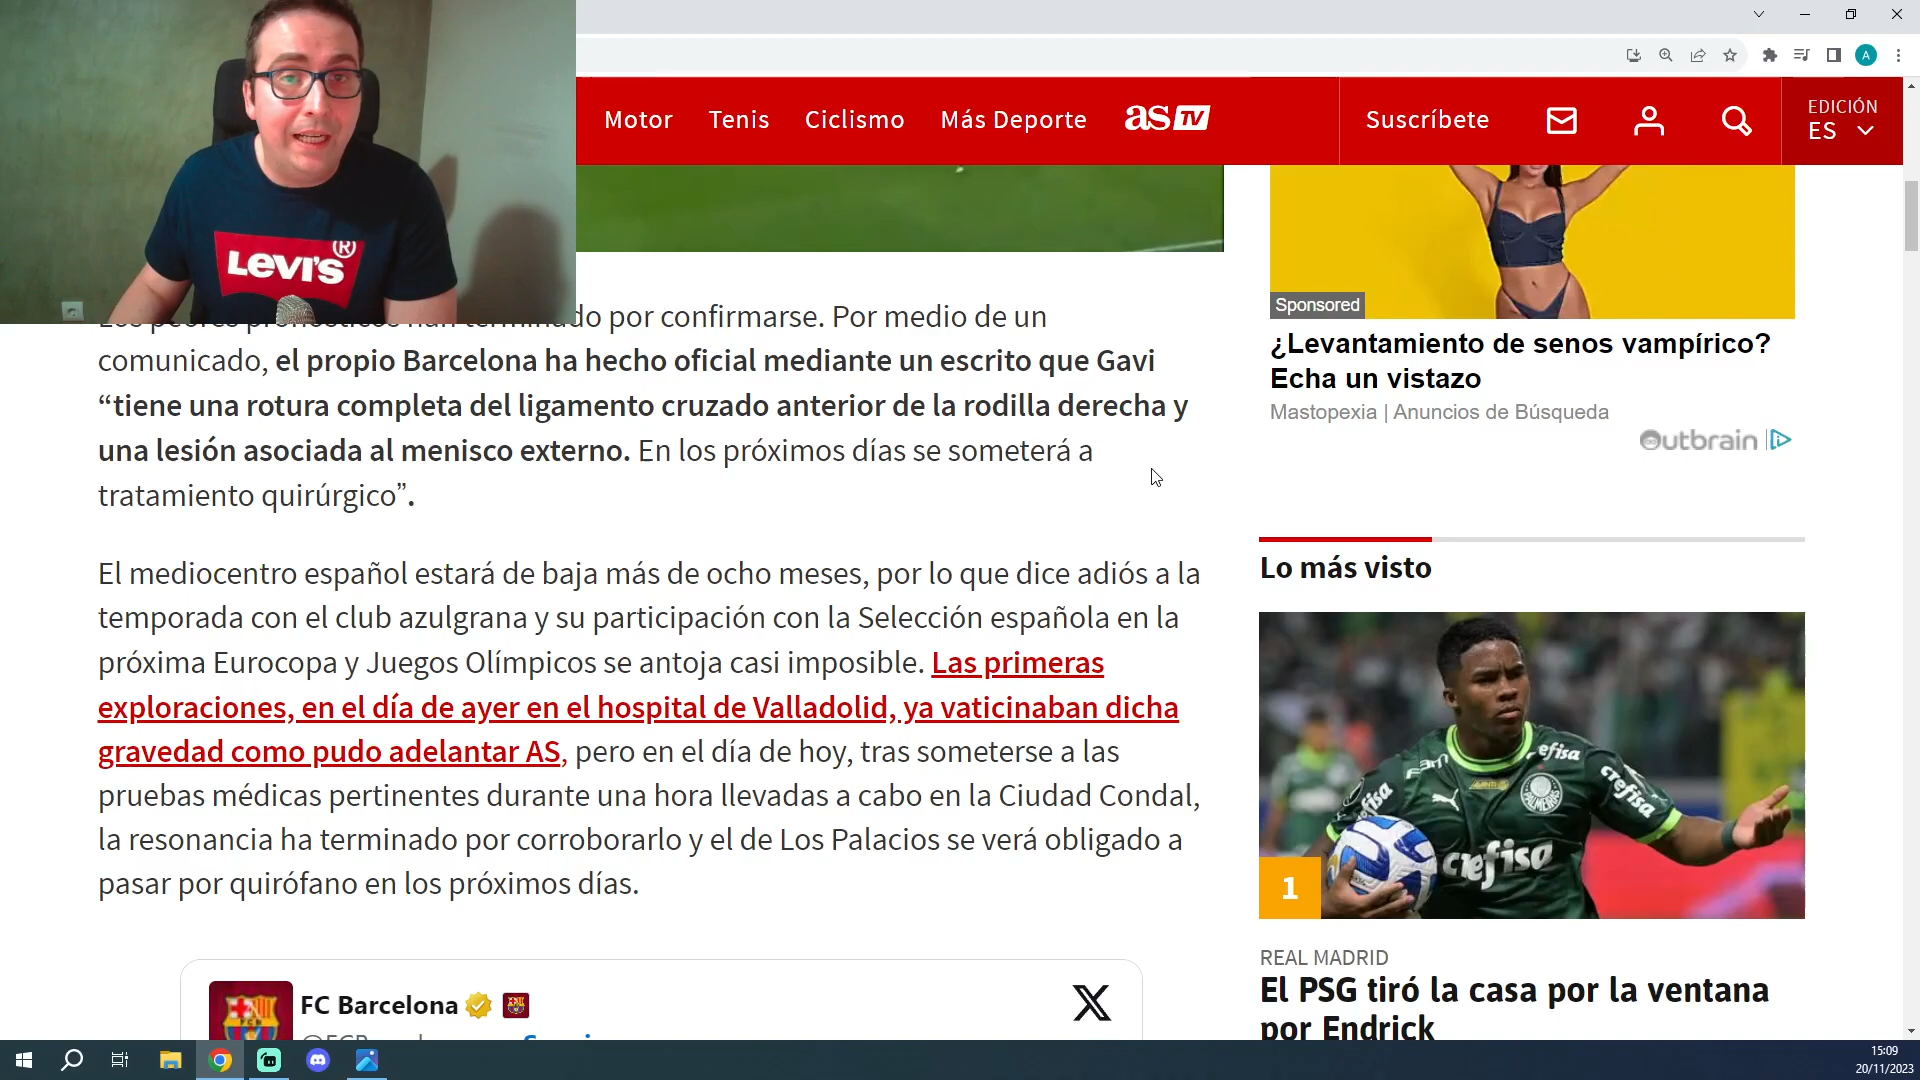 Motor
Tenis
Ciclismo
Más Deporte
as TV
Suscríbete
EDICIÓN
ES
A
LEVI'S
®
Los peores pronósticos han terminado por confirmarse. Por medio de un
comunicado, el propio Barcelona ha hecho oficial mediante un escrito que Gavi
“tiene una rotura completa del ligamento cruzado anterior de la rodilla derecha y
una lesión asociada al menisco externo. En los próximos días se someterá a
tratamiento quirúrgico”.
El mediocentro español estará de baja más de ocho meses, por lo que dice adiós a la
temporada con el club azulgrana y su participación con la Selección española en la
próxima Eurocopa y Juegos Olímpicos se antoja casi imposible. Las primeras
exploraciones, en el día de ayer en el hospital de Valladolid, ya vaticinaban dicha
gravedad como pudo adelantar AS, pero en el día de hoy, tras someterse a las
pruebas médicas pertinentes durante una hora llevadas a cabo en la Ciudad Condal,
la resonancia ha terminado por corroborarlo y el de Los Palacios se verá obligado a
pasar por quirófano en los próximos días.
FC Barcelona
X
Sponsored
¿Levantamiento de senos vampírico?
Echa un vistazo
Mastopexia | Anuncios de Búsqueda
Outbrain
Lo más visto
efisa
crefisa
crefisa
PALMEIRAS
1
REAL MADRID
El PSG tiró la casa por la ventana
por Endrick
15:09
20/11/2023